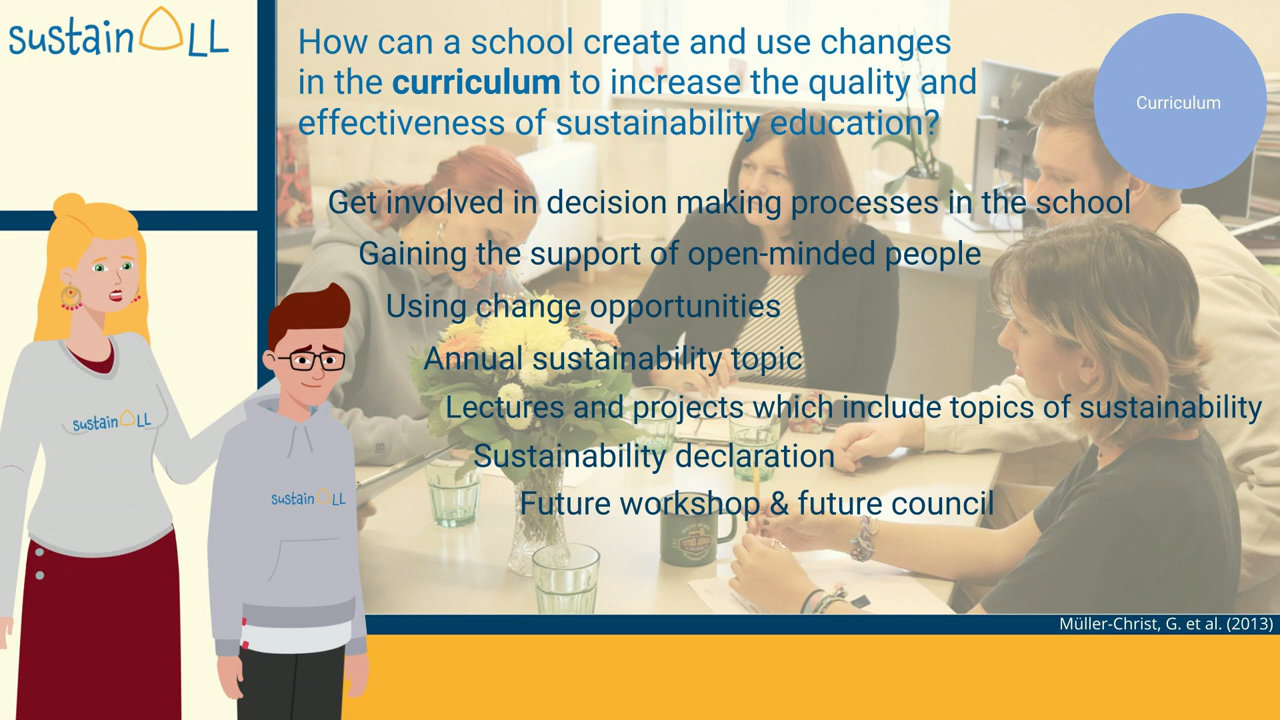 sustainALL
How can a school create and use changes
in the curriculum to increase the quality and
effectiveness of sustainability education?
Curriculum
Get involved in decision making processes in the school
Gaining the support of open-minded people
Using change opportunities
Annual sustainability topic
Lectures and projects which include topics of sustainability
Sustainability declaration
Future workshop & future council
sustainALL
sustainALL
Müller-Christ, G. et al. (2013)